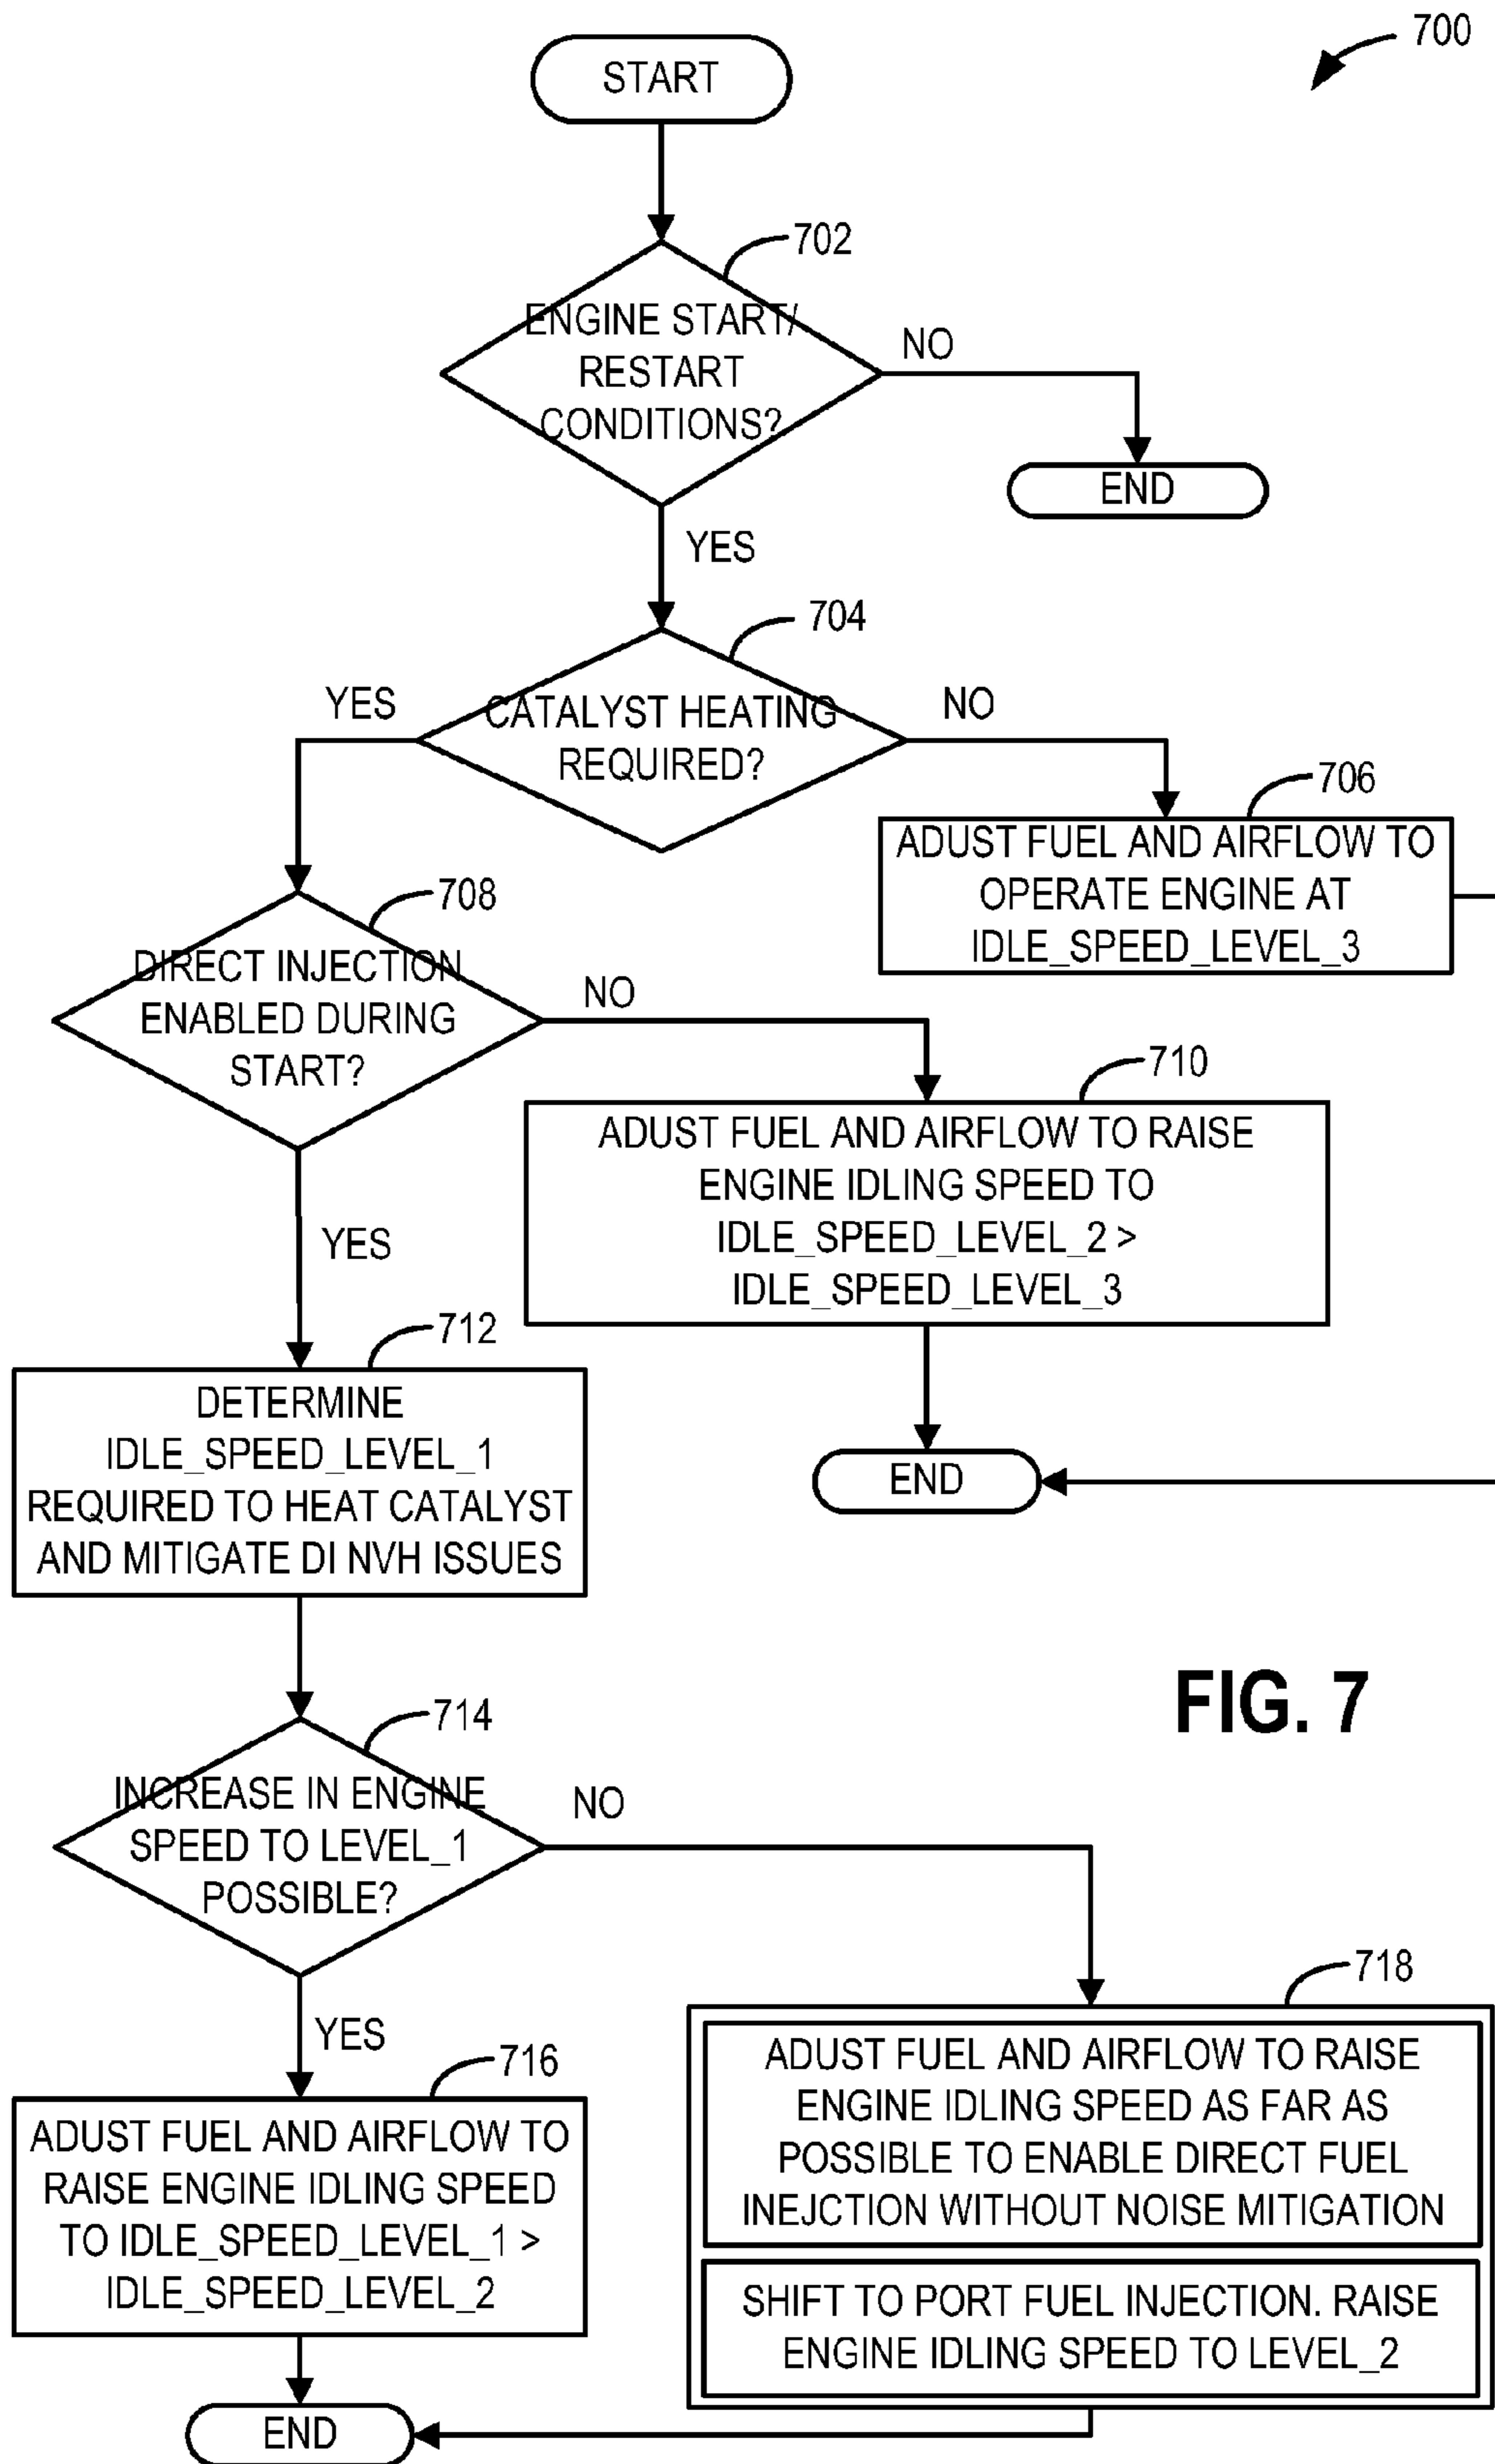 700
START
702
ENGINE START/
RESTART
CONDITIONS?
NO
END
YES
704
CATALYST HEATING
REQUIRED?
YES
NO
706
ADUST FUEL AND AIRFLOW TO
OPERATE ENGINE AT
IDLE_SPEED_LEVEL_3
708
DIRECT INJECTION
ENABLED DURING
START?
NO
710
ADUST FUEL AND AIRFLOW TO RAISE
ENGINE IDLING SPEED TO
IDLE_SPEED_LEVEL_2 >
IDLE_SPEED_LEVEL_3
YES
END
712
DETERMINE
IDLE_SPEED_LEVEL_1
REQUIRED TO HEAT CATALYST
AND MITIGATE DI NVH ISSUES
FIG. 7
714
INCREASE IN ENGINE
SPEED TO LEVEL_1
POSSIBLE?
NO
YES
716
ADUST FUEL AND AIRFLOW TO
RAISE ENGINE IDLING SPEED
TO IDLE_SPEED_LEVEL_1 >
IDLE_SPEED_LEVEL_2
718
ADUST FUEL AND AIRFLOW TO RAISE
ENGINE IDLING SPEED AS FAR AS
POSSIBLE TO ENABLE DIRECT FUEL
INEJCTION WITHOUT NOISE MITIGATION
SHIFT TO PORT FUEL INJECTION. RAISE
ENGINE IDLING SPEED TO LEVEL_2
END